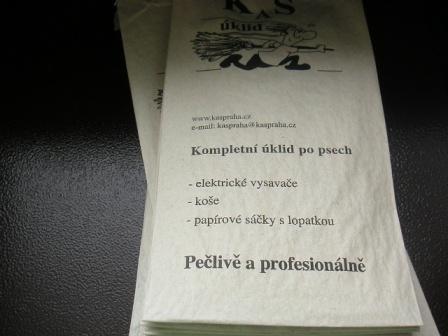 K A S
úklid
www.kaspraha.cz
e-mail: kaspraha@kaspraha.cz
Kompletní úklid po psech
- elektrické vysavače
- koše
- papírové sáčky s lopatkou
Pečlivě a profesionálně